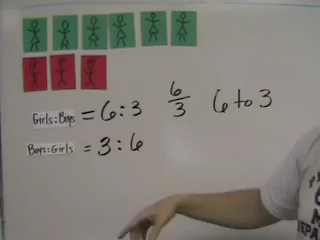 Girls:Boys = 6:3 6/3 6 to 3
Boys:Girls = 3:6